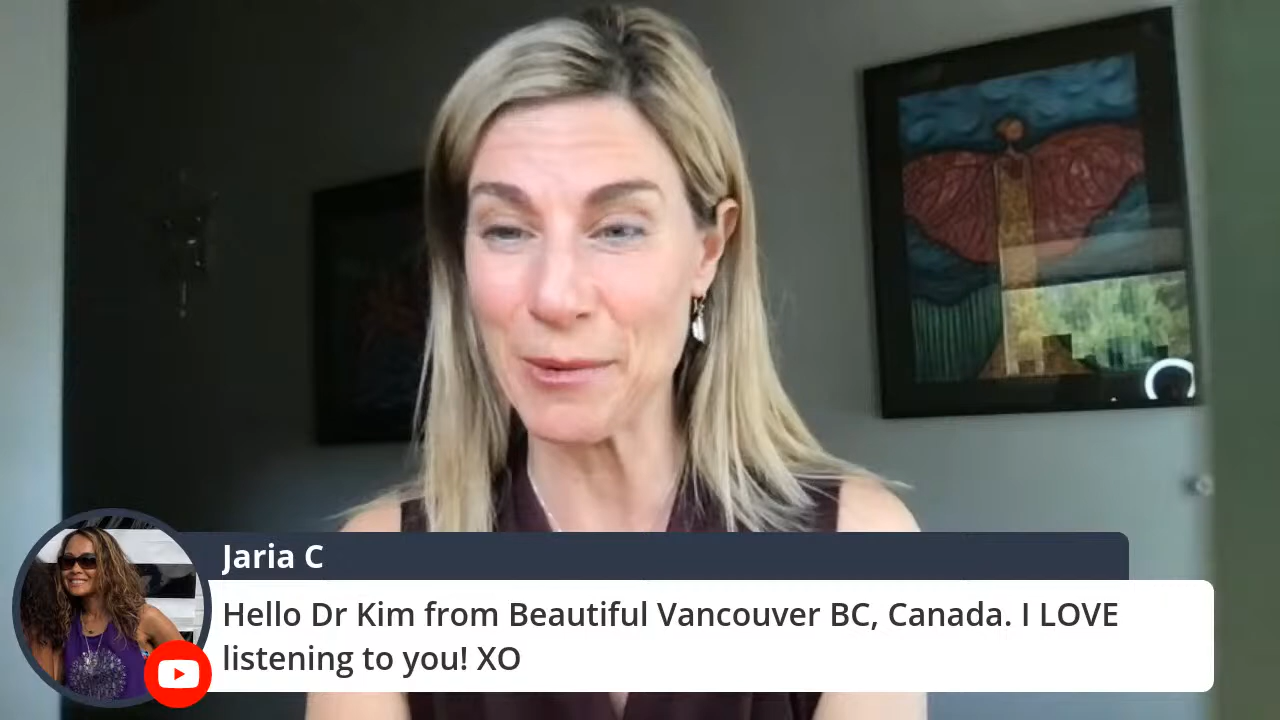 Jaria C
Hello Dr Kim from Beautiful Vancouver BC, Canada. I LOVE
listening to you! XO